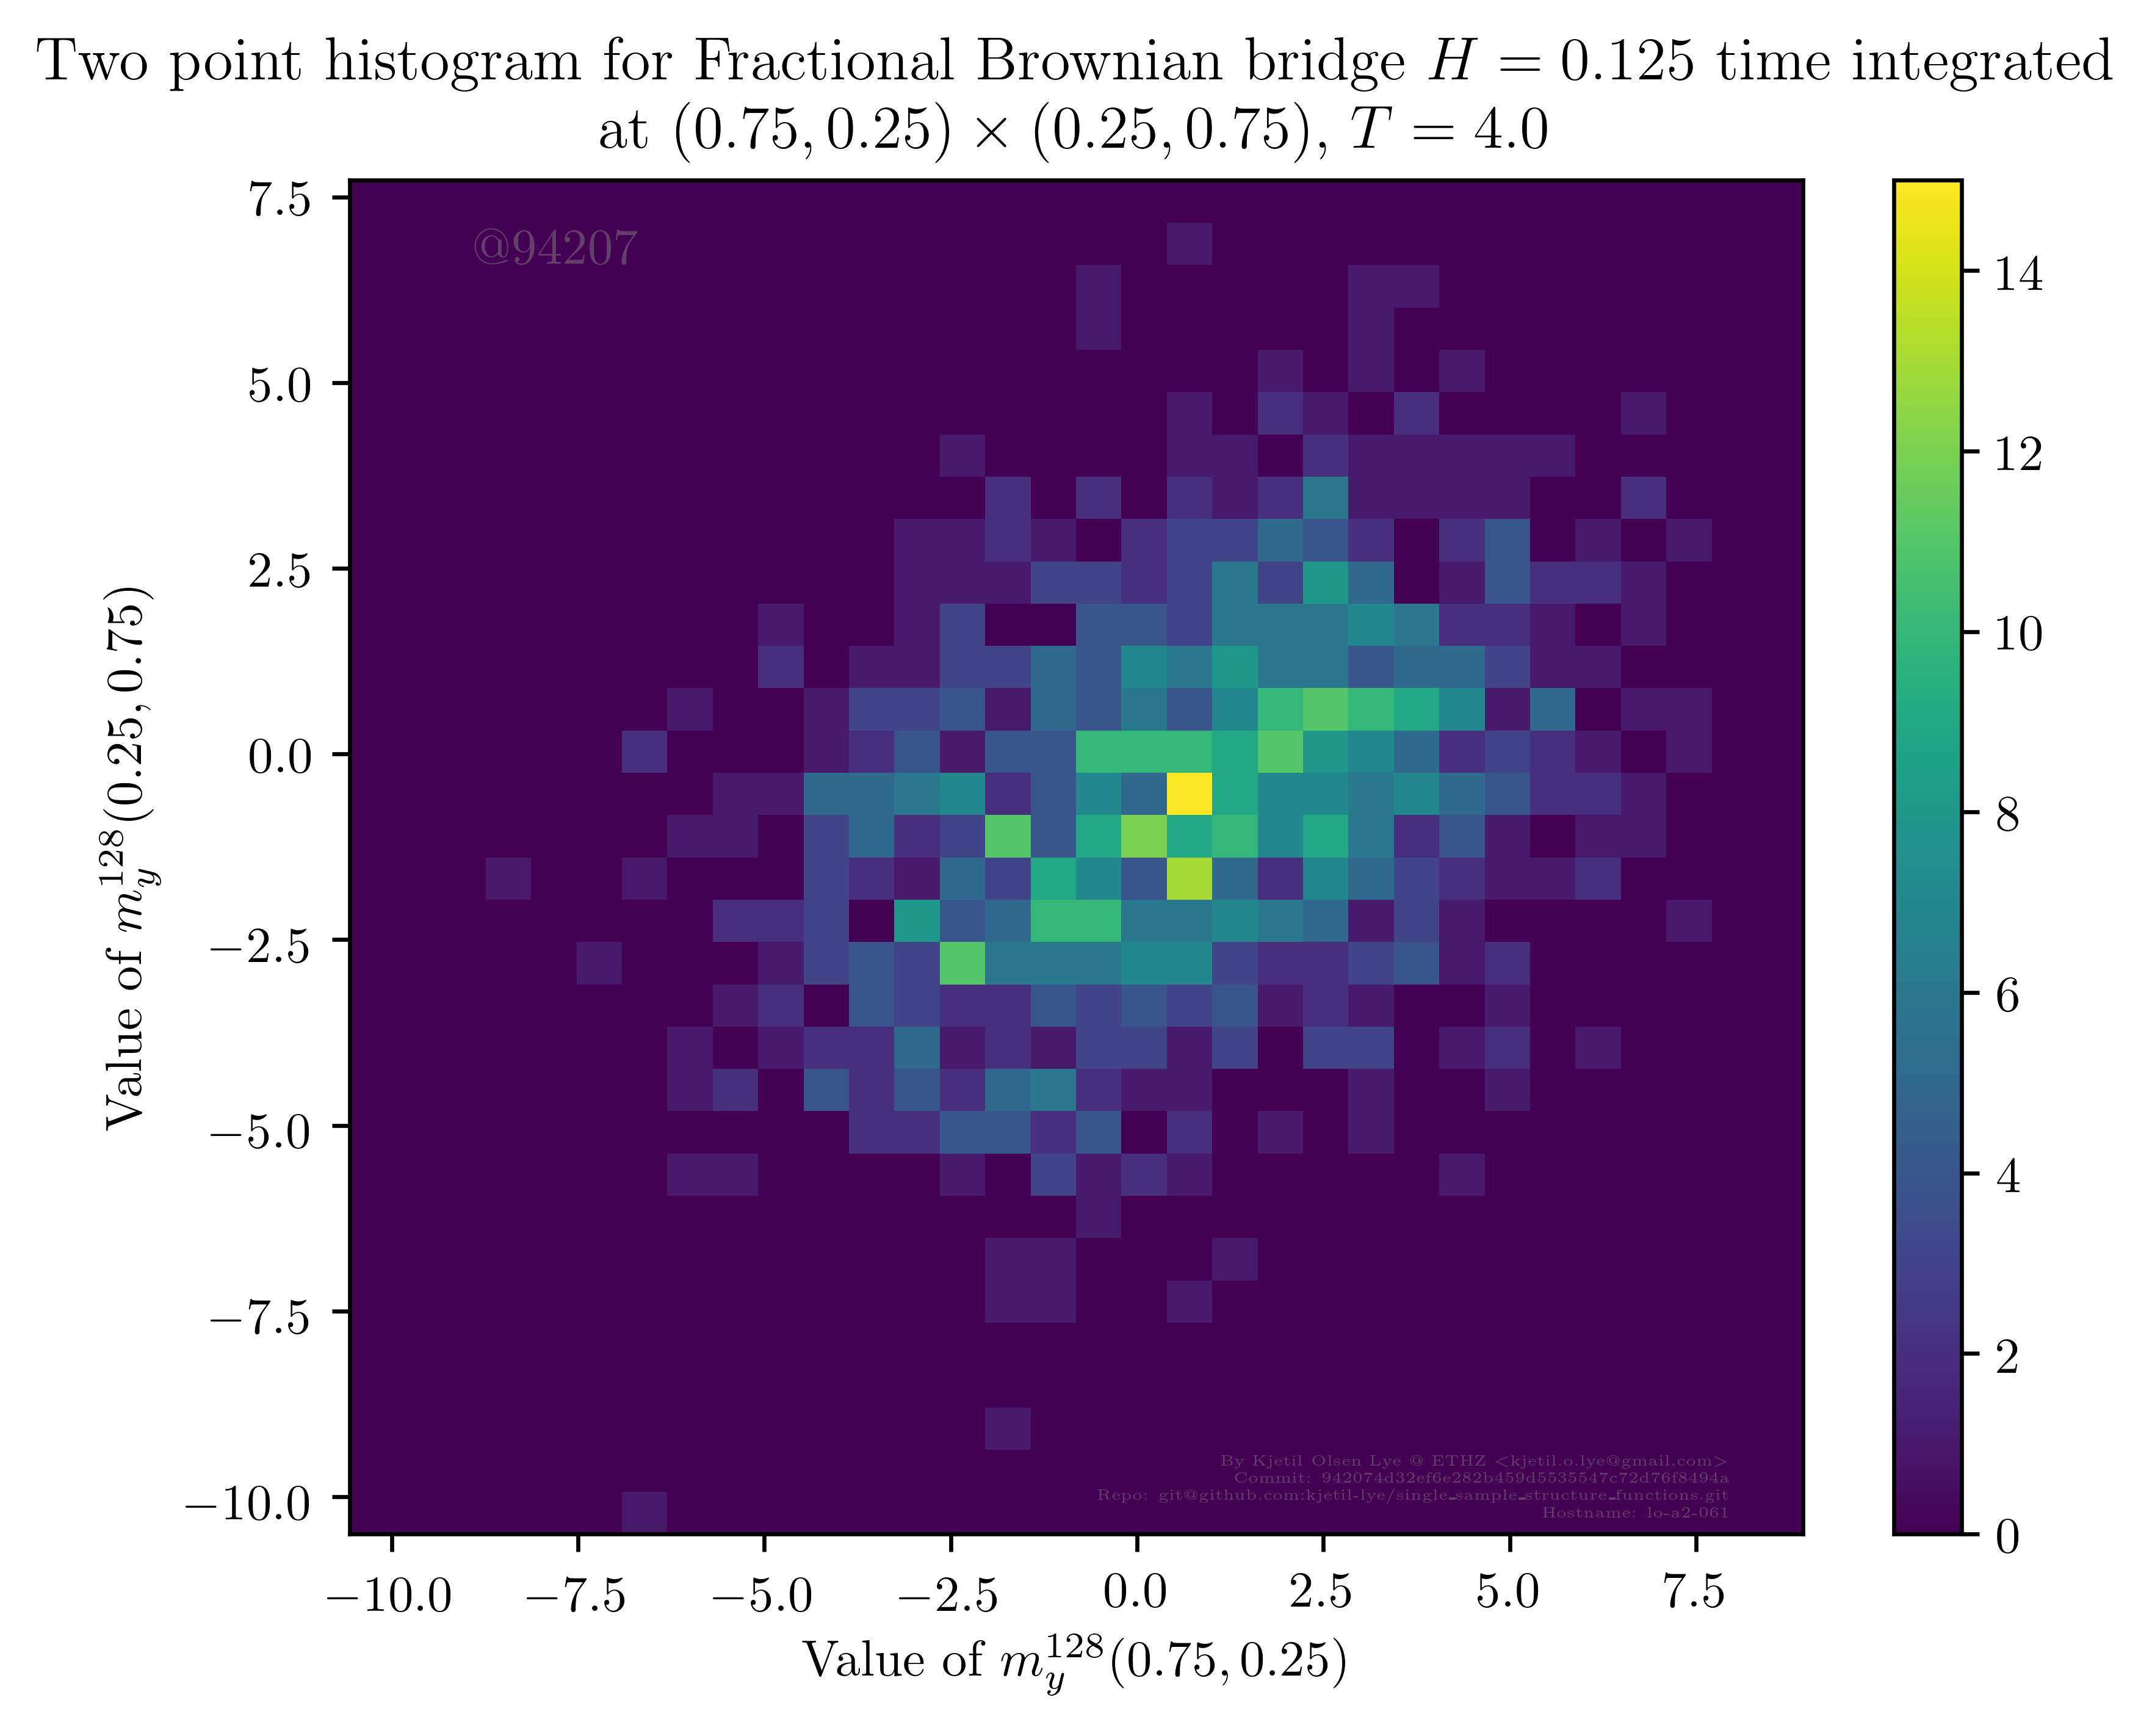 Two point histogram for Fractional Brownian bridge H = 0.125 time integrated
at (0.75, 0.25) × (0.25, 0.75), T = 4.0
@94207
7.5
5.0
2.5
0.0
−2.5
−5.0
−7.5
−10.0
Value of m_y^128(0.25, 0.75)
14
12
10
8
6
4
2
0
By Kjetil Olsen Lye @ ETHZ <kjetil.o.lye@gmail.com>
Commit: 942074d32ef6e282b459d5535547c72d76f8494a
Repo: git@github.com:kjetil-lye/single_sample_structure_functions.git
Hostname: lo-a2-061
−10.0 −7.5 −5.0 −2.5 0.0 2.5 5.0 7.5
Value of m_y^128(0.75, 0.25)